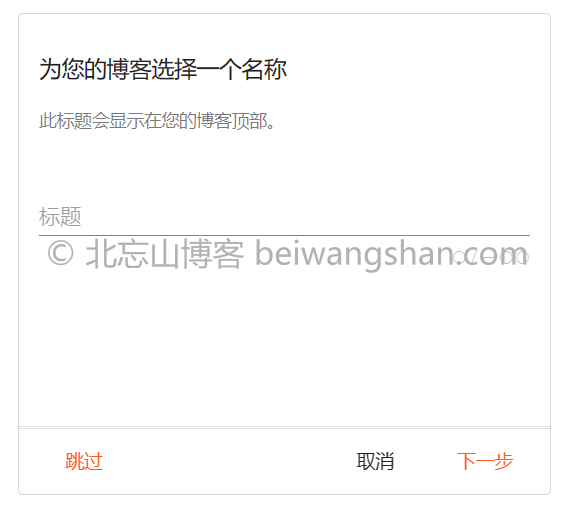 为您的博客选择一个名称
此标题会显示在您的博客顶部。
标题
© 北忘山博客 beiwangshan.com
跳过 取消 下一步